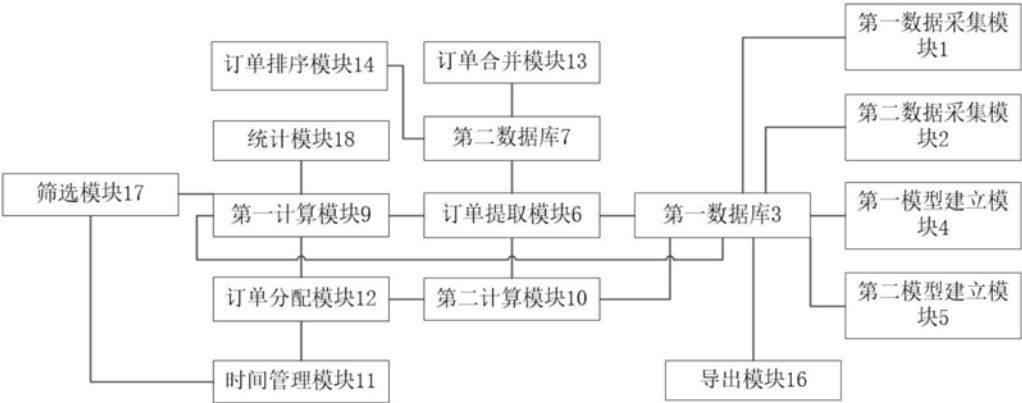 第一数据采集模
块1
订单排序模块14
订单合并模块13
第二数据采集模
块2
统计模块18
第二数据库7
筛选模块17
第一计算模块9
订单提取模块6
第一数据库3
第一模型建立模
块4
订单分配模块12
第二计算模块10
第二模型建立模
块5
时间管理模块11
导出模块16